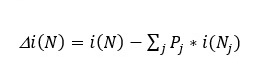 𝛥i(N) = i(N) − ∑ⱼ Pⱼ * i(Nⱼ)